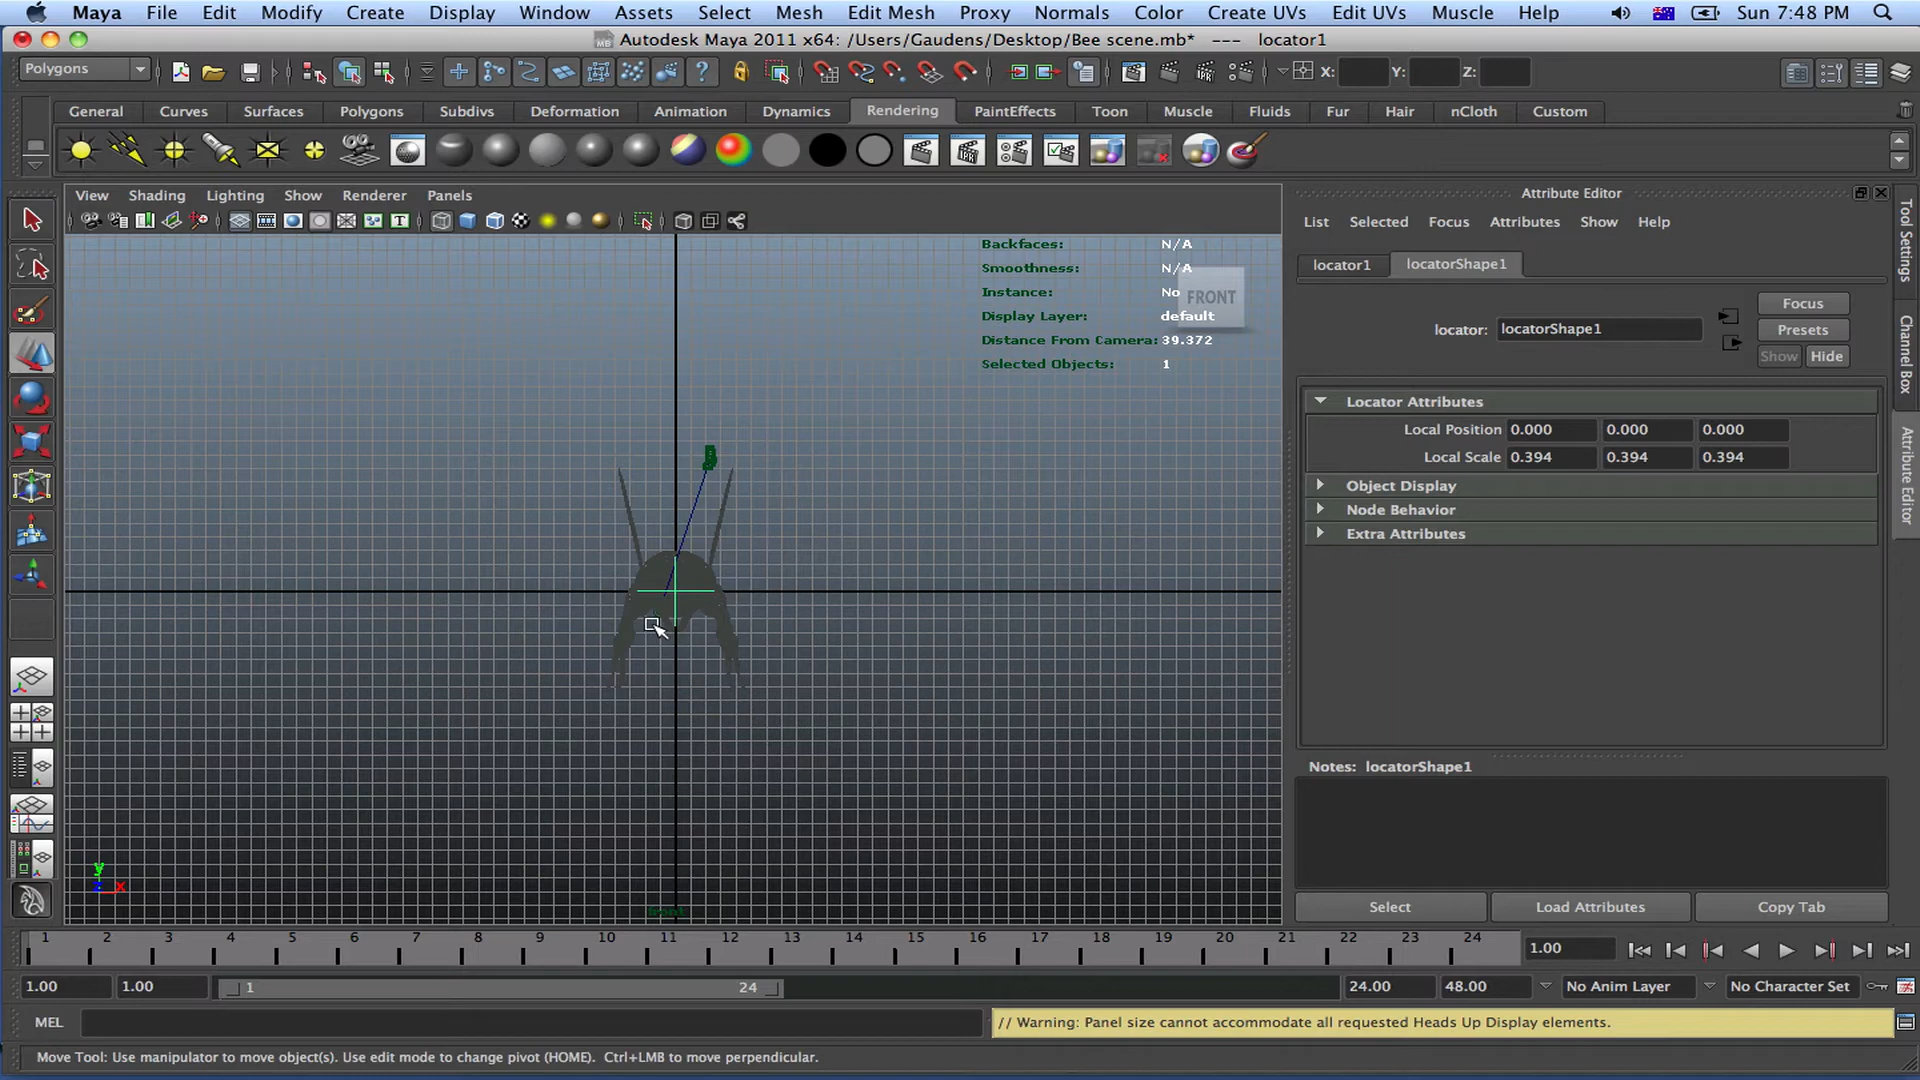 Maya File Edit Modify Create Display Window Assets Select Mesh Edit Mesh Proxy Normals Color Create UVs Edit UVs Muscle Help Sun 7:48 PM
Autodesk Maya 2011 x64: /Users/Gaudens/Desktop/Bee scene.mb* --- locator1
Polygons X: Y: Z:
General Curves Surfaces Polygons Subdivs Deformation Animation Dynamics Rendering PaintEffects Toon Muscle Fluids Fur Hair nCloth Custom
View Shading Lighting Show Renderer Panels
Attribute Editor
List Selected Focus Attributes Show Help
Backfaces: N/A
Smoothness: N/A
Instance: No
Display Layer: default
Distance From Camera: 39.372
Selected Objects: 1
FRONT
locator1 locatorShape1
Focus
locator: locatorShape1 Presets
Show Hide
Locator Attributes
Local Position 0.000 0.000 0.000
Local Scale 0.394 0.394 0.394
Object Display
Node Behavior
Extra Attributes
Notes: locatorShape1
Select Load Attributes Copy Tab
Tool Settings
Channel Box
Attribute Editor
y
z x
front
1 2 3 4 5 6 7 8 9 10 11 12 13 14 15 16 17 18 19 20 21 22 23 24 1.00
1.00 1.00 1 24 24.00 48.00 No Anim Layer No Character Set
MEL // Warning: Panel size cannot accommodate all requested Heads Up Display elements.
Move Tool: Use manipulator to move object(s). Use edit mode to change pivot (HOME). Ctrl+LMB to move perpendicular.